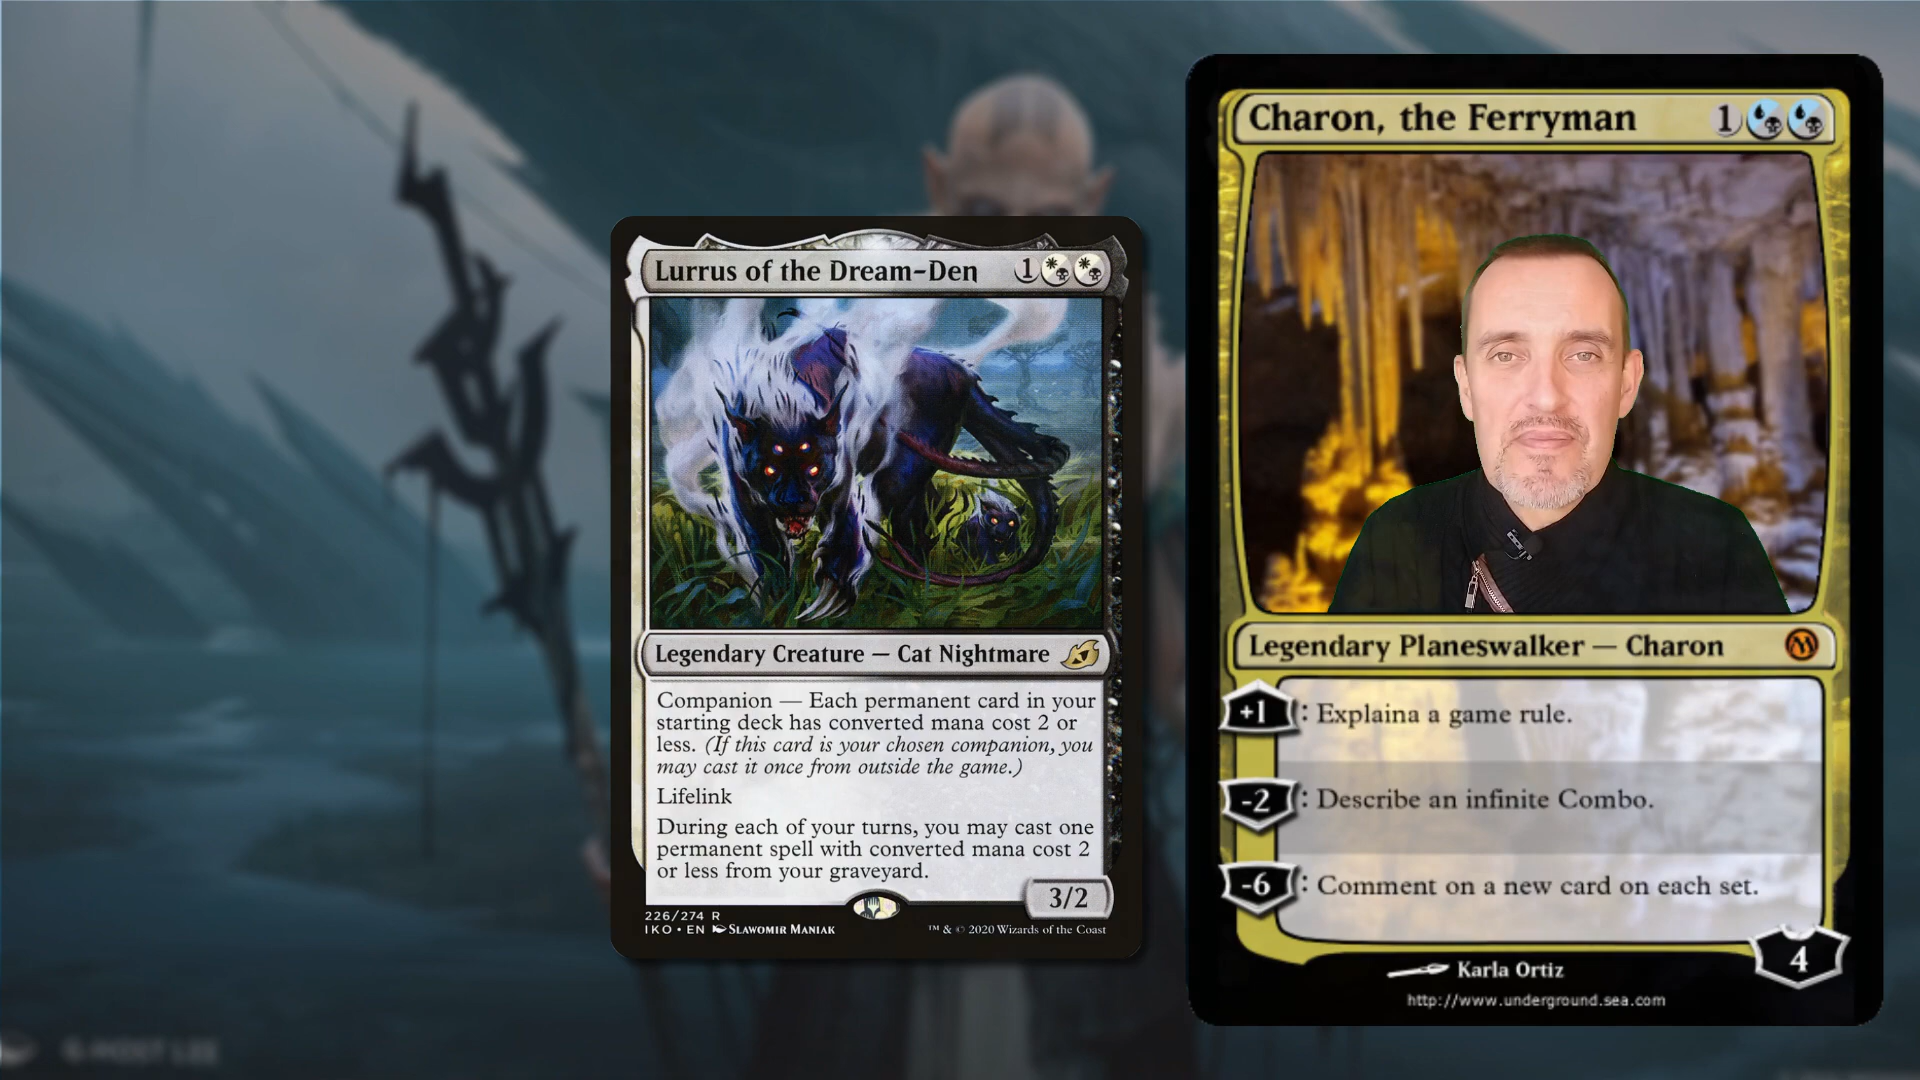 Lurrus of the Dream-Den 1
Legendary Creature — Cat Nightmare
Companion — Each permanent card in your
starting deck has converted mana cost 2 or
less. (If this card is your chosen companion, you
may cast it once from outside the game.)
Lifelink
During each of your turns, you may cast one
permanent spell with converted mana cost 2
or less from your graveyard.
3/2
226/274 R
IKO • EN Slawomir Maniak
™ & © 2020 Wizards of the Coast
Charon, the Ferryman 1
Legendary Planeswalker — Charon
+1 : Explaina a game rule.
-2 : Describe an infinite Combo.
-6 : Comment on a new card on each set.
4
Karla Ortiz
http://www.underground.sea.com